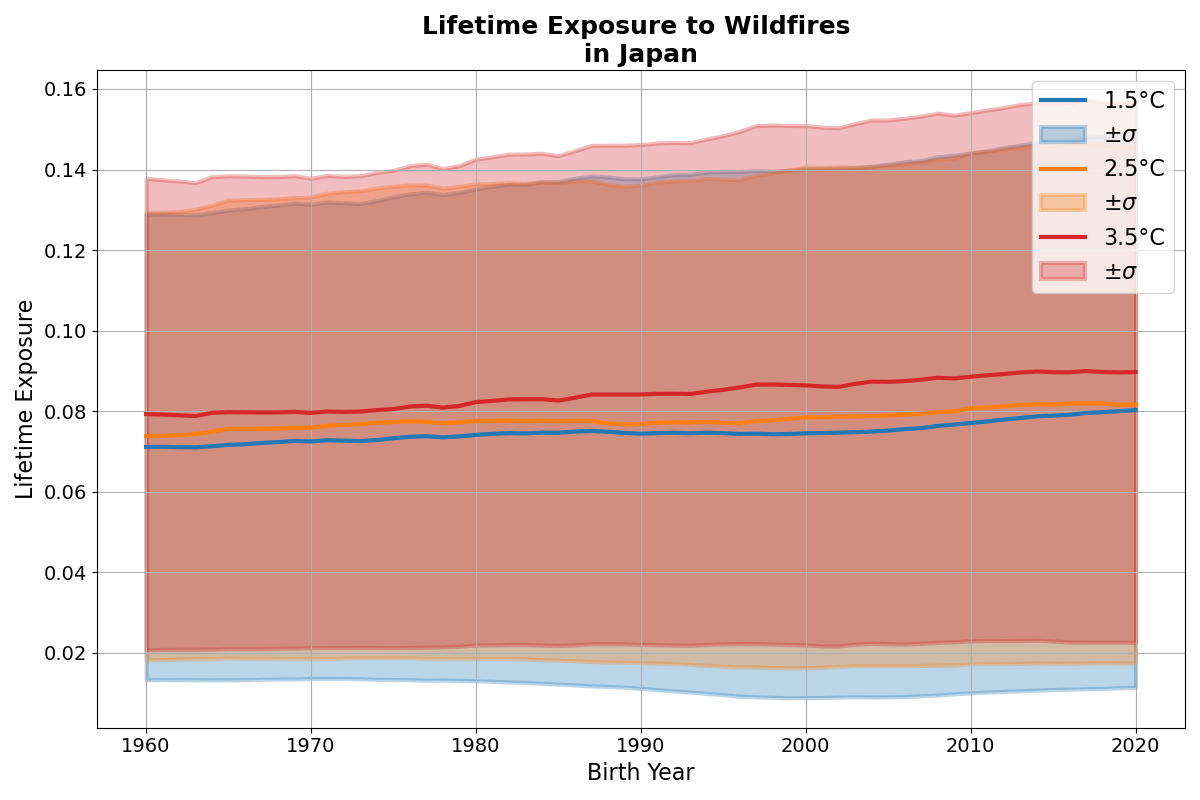 Lifetime Exposure to Wildfires
in Japan
Lifetime Exposure
0.16
0.14
0.12
0.10
0.08
0.06
0.04
0.02
1.5°C
±σ
2.5°C
±σ
3.5°C
±σ
1960 1970 1980 1990 2000 2010 2020
Birth Year